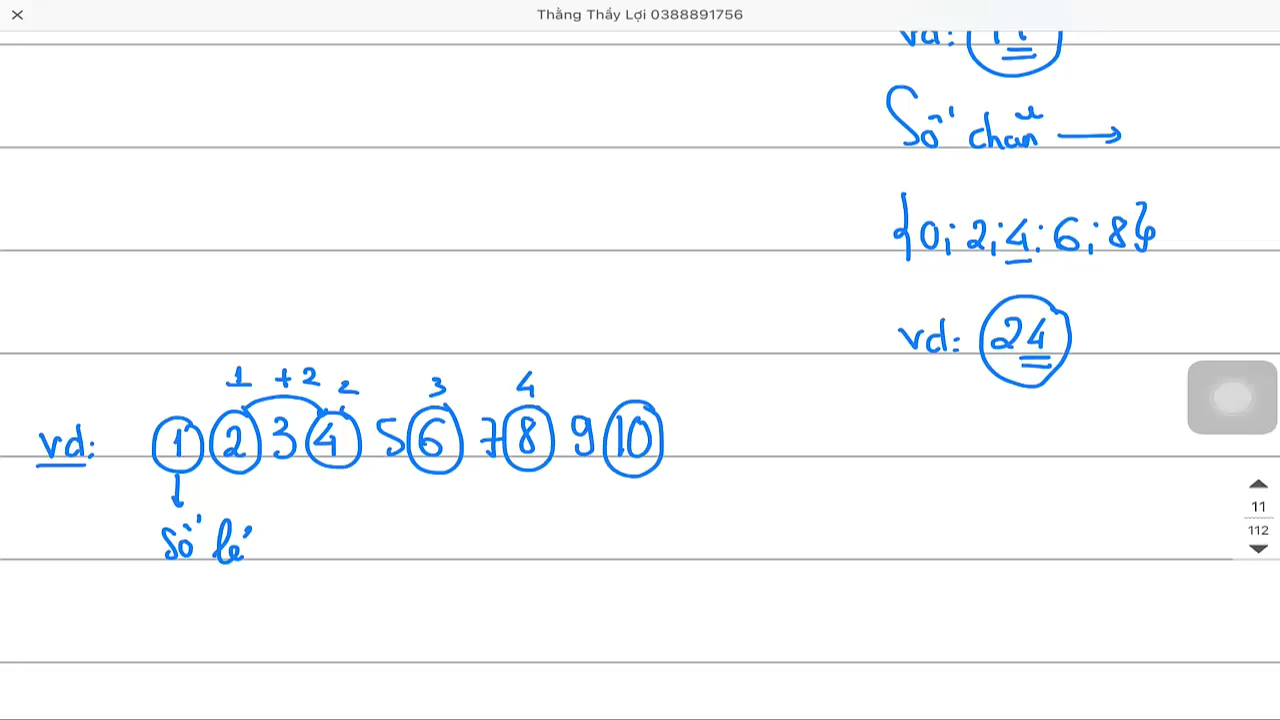 Thằng Thầy Lợi 0388891756
vd:
Số chẵn →
{0; 2; 4; 6; 8}
vd: 24
1 +2 2 3 4
vd: 1 2 3 4 5 6 7 8 9 10
↓
số lẻ
11
112